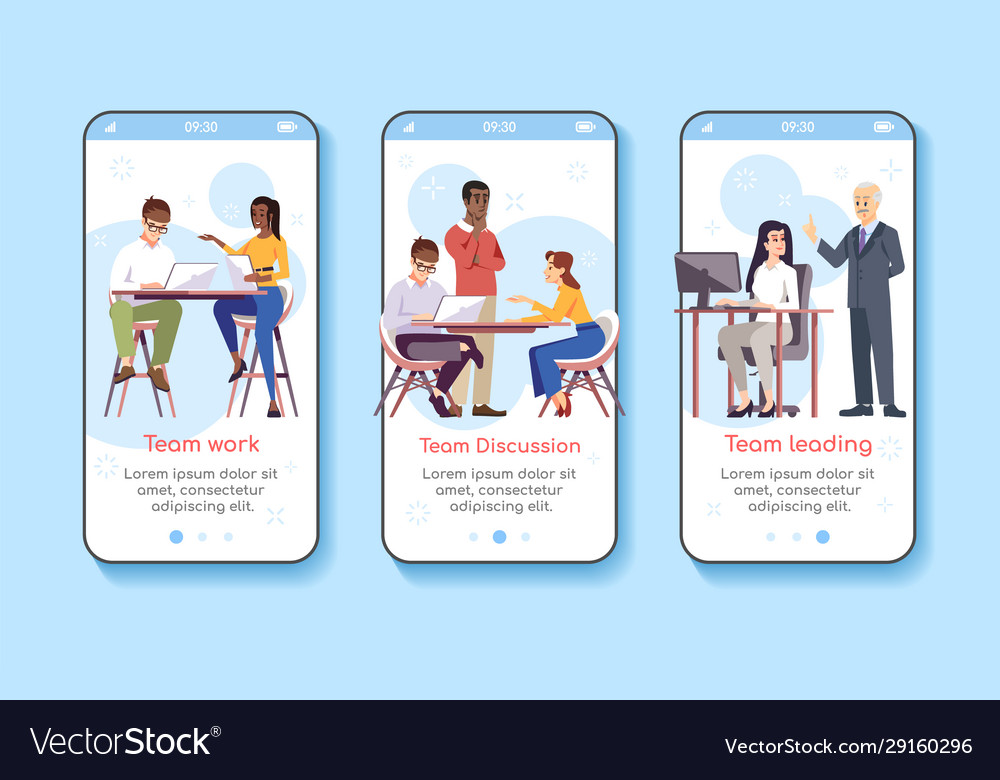 09:30
Team work
Lorem ipsum dolor sit
amet, consectetur
adipiscing elit.
09:30
Team Discussion
Lorem ipsum dolor sit
amet, consectetur
adipiscing elit.
09:30
Team leading
Lorem ipsum dolor sit
amet, consectetur
adipiscing elit.
VectorStock®
VectorStock.com/29160296